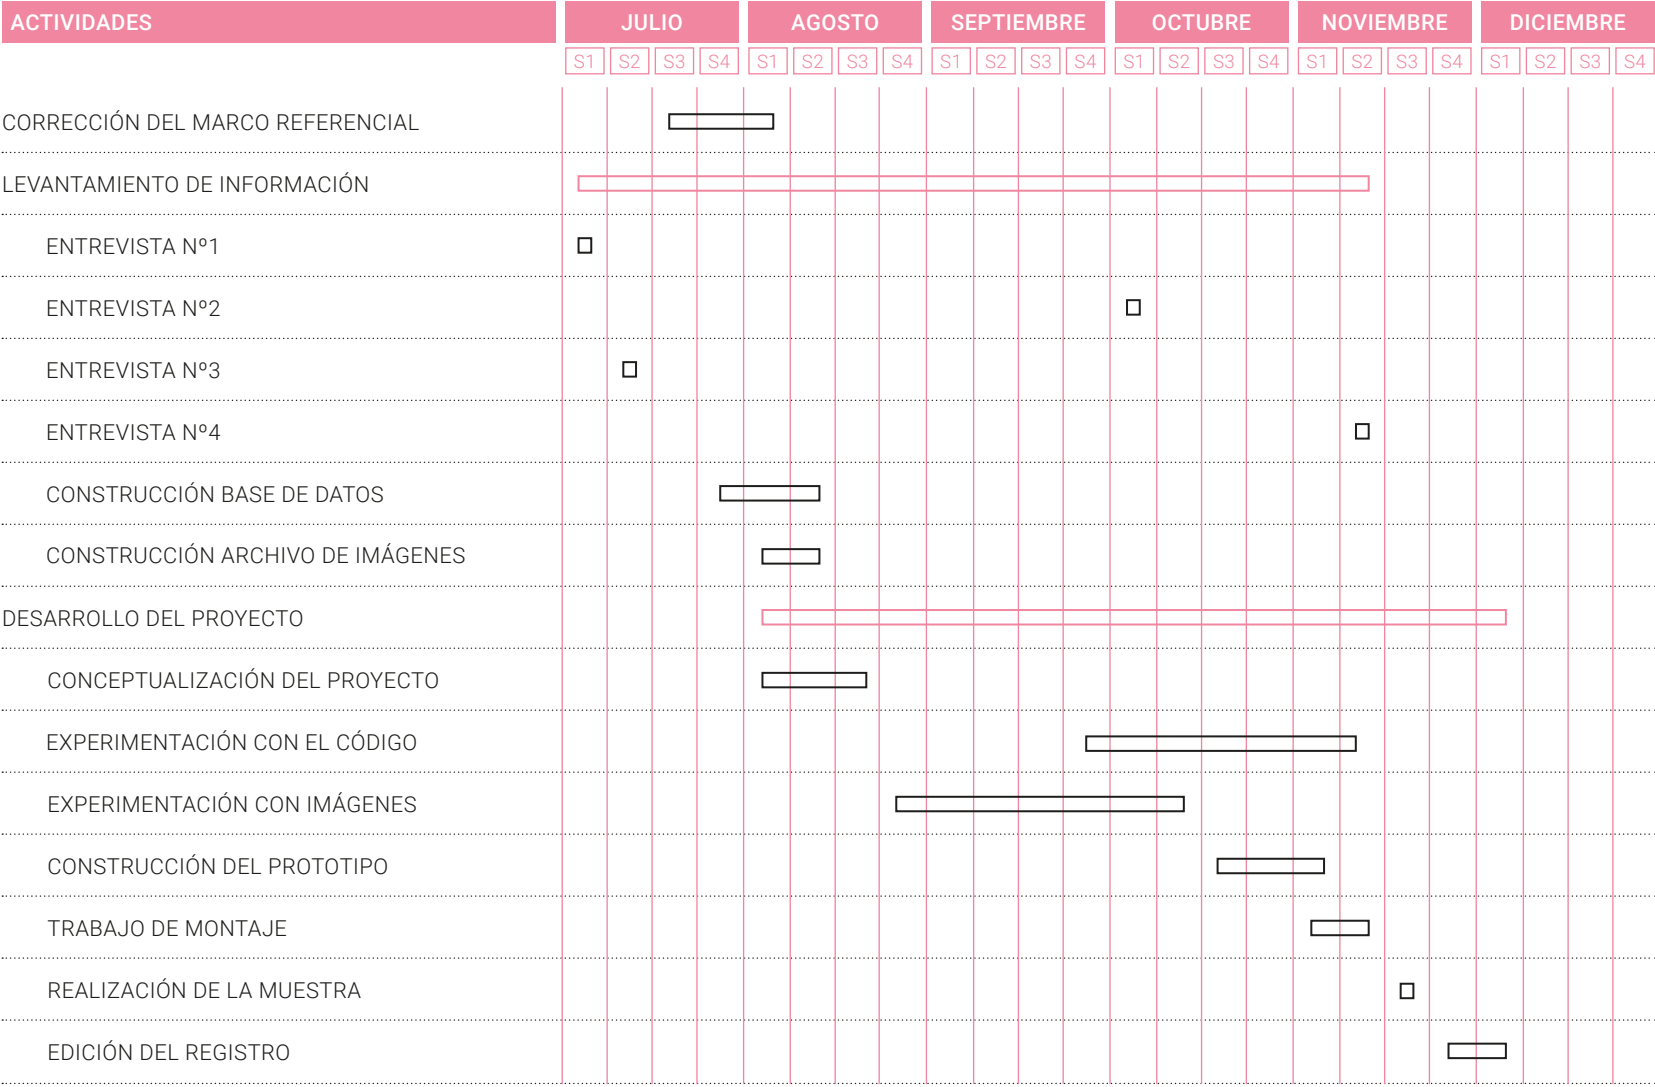 ACTIVIDADES JULIO AGOSTO SEPTIEMBRE OCTUBRE NOVIEMBRE DICIEMBRE
S1 S2 S3 S4 S1 S2 S3 S4 S1 S2 S3 S4 S1 S2 S3 S4 S1 S2 S3 S4 S1 S2 S3 S4
CORRECCIÓN DEL MARCO REFERENCIAL
LEVANTAMIENTO DE INFORMACIÓN
ENTREVISTA Nº1
ENTREVISTA Nº2
ENTREVISTA Nº3
ENTREVISTA Nº4
CONSTRUCCIÓN BASE DE DATOS
CONSTRUCCIÓN ARCHIVO DE IMÁGENES
DESARROLLO DEL PROYECTO
CONCEPTUALIZACIÓN DEL PROYECTO
EXPERIMENTACIÓN CON EL CÓDIGO
EXPERIMENTACIÓN CON IMÁGENES
CONSTRUCCIÓN DEL PROTOTIPO
TRABAJO DE MONTAJE
REALIZACIÓN DE LA MUESTRA
EDICIÓN DEL REGISTRO